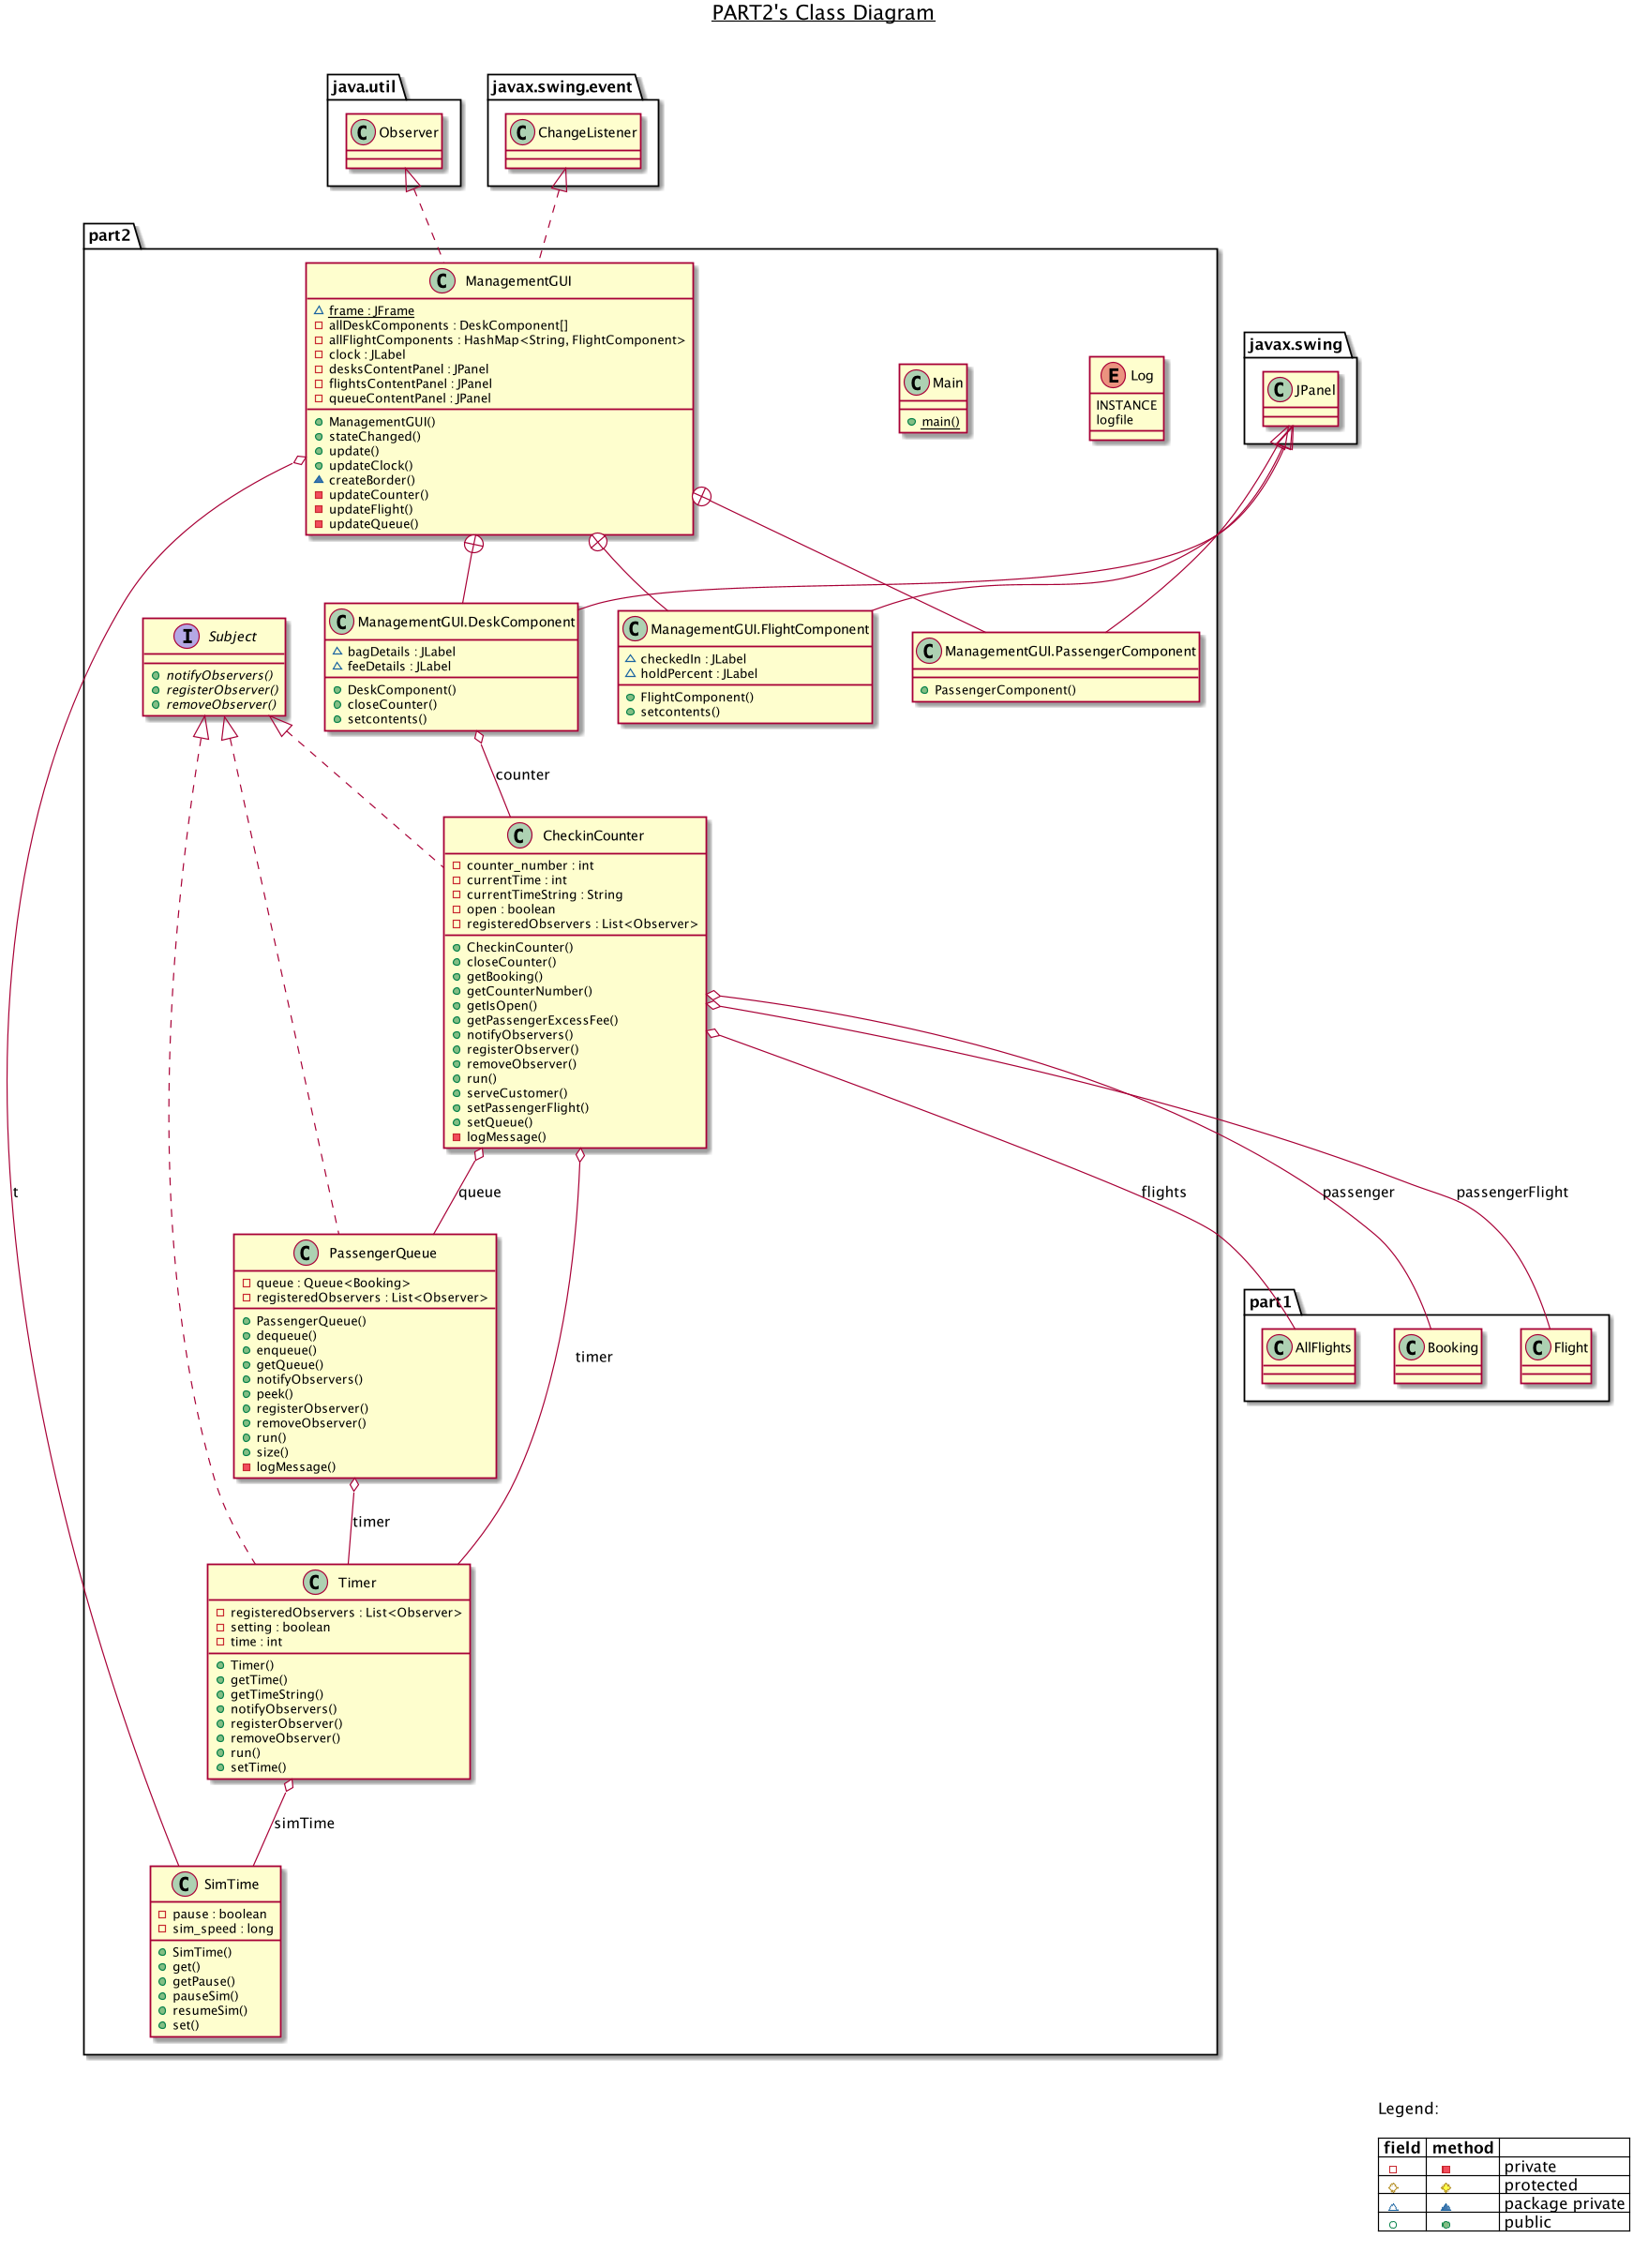 PART2's Class Diagram
java.util
javax.swing.event
C Observer
C ChangeListener
part2
C ManagementGUI
frame : JFrame
allDeskComponents : DeskComponent[]
allFlightComponents : HashMap<String, FlightComponent>
clock : JLabel
desksContentPanel : JPanel
flightsContentPanel : JPanel
queueContentPanel : JPanel
ManagementGUI()
stateChanged()
update()
updateClock()
createBorder()
updateCounter()
updateFlight()
updateQueue()
C Main
main()
E Log
INSTANCE
logfile
javax.swing
C JPanel
I Subject
notifyObservers()
registerObserver()
removeObserver()
C ManagementGUI.DeskComponent
bagDetails : JLabel
feeDetails : JLabel
DeskComponent()
closeCounter()
setcontents()
C ManagementGUI.FlightComponent
checkedIn : JLabel
holdPercent : JLabel
FlightComponent()
setcontents()
C ManagementGUI.PassengerComponent
PassengerComponent()
counter
C CheckinCounter
counter_number : int
currentTime : int
currentTimeString : String
open : boolean
registeredObservers : List<Observer>
CheckinCounter()
closeCounter()
getBooking()
getCounterNumber()
getIsOpen()
getPassengerExcessFee()
notifyObservers()
registerObserver()
removeObserver()
run()
serveCustomer()
setPassengerFlight()
setQueue()
logMessage()
t
queue
flights
passenger
passengerFlight
C PassengerQueue
queue : Queue<Booking>
registeredObservers : List<Observer>
PassengerQueue()
dequeue()
enqueue()
getQueue()
notifyObservers()
peek()
registerObserver()
removeObserver()
run()
size()
logMessage()
timer
part1
C AllFlights
C Booking
C Flight
timer
C Timer
registeredObservers : List<Observer>
setting : boolean
time : int
Timer()
getTime()
getTimeString()
notifyObservers()
registerObserver()
removeObserver()
run()
setTime()
simTime
C SimTime
pause : boolean
sim_speed : long
SimTime()
get()
getPause()
pauseSim()
resumeSim()
set()
Legend:
field method
private
protected
package private
public